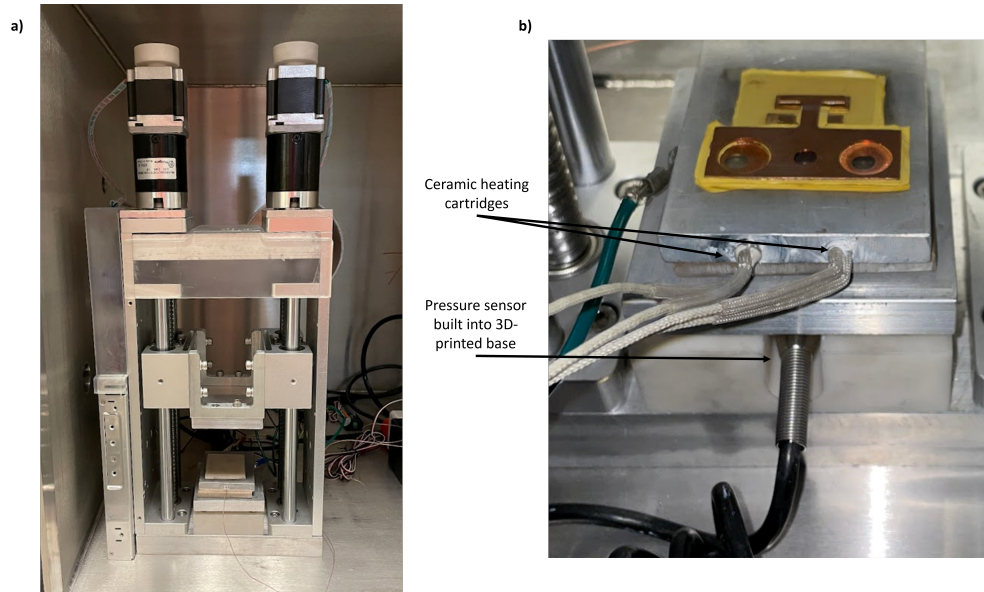 a)
b)
Ceramic heating
cartridges
Pressure sensor
built into 3D-
printed base